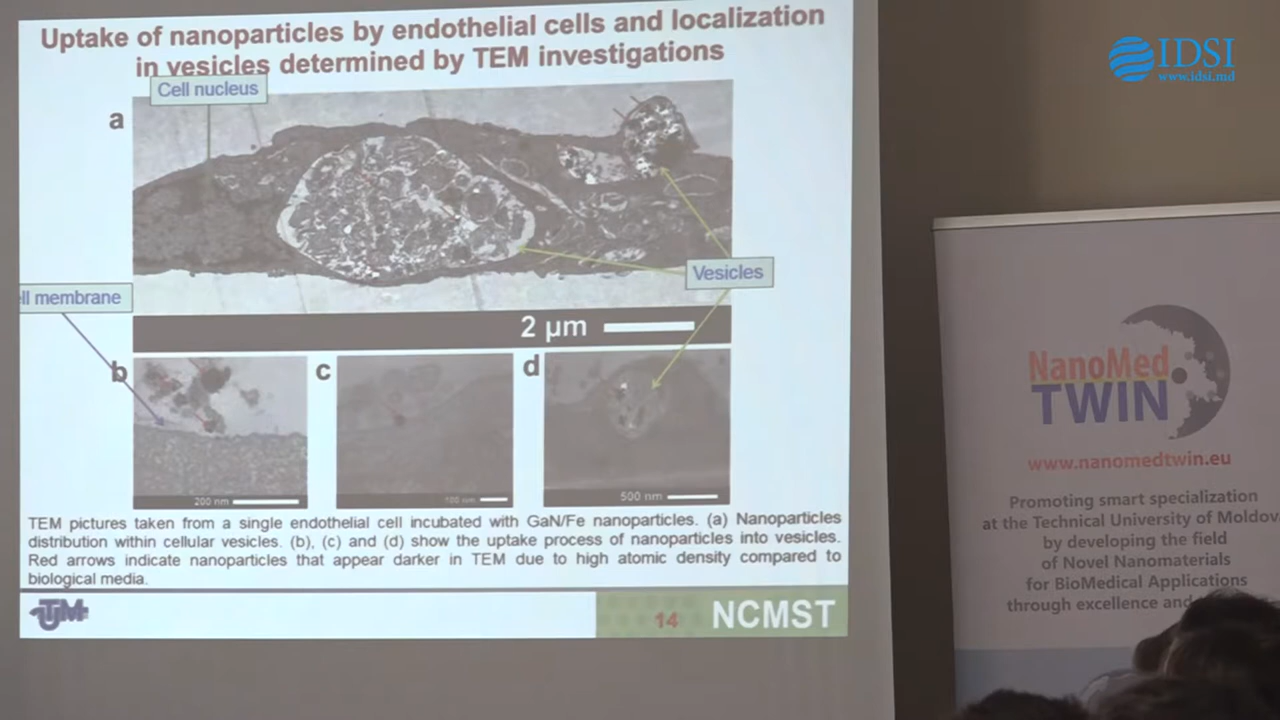 Uptake of nanoparticles by endothelial cells and localization
in vesicles determined by TEM investigations
Cell nucleus
a
Vesicles
ll membrane
2 µm
b
c
d
200 nm
100 nm
500 nm
TEM pictures taken from a single endothelial cell incubated with GaN/Fe nanoparticles. (a) Nanoparticles
distribution within cellular vesicles. (b), (c) and (d) show the uptake process of nanoparticles into vesicles.
Red arrows indicate nanoparticles that appear darker in TEM due to high atomic density compared to
biological media.
UTM
14
NCMST
IDSI
www.idsi.md
NanoMed
TWIN
www.nanomedtwin.eu
Promoting smart specialization
at the Technical University of Moldov
by developing the field
of Novel Nanomaterials
for BioMedical Applications
through excellence and